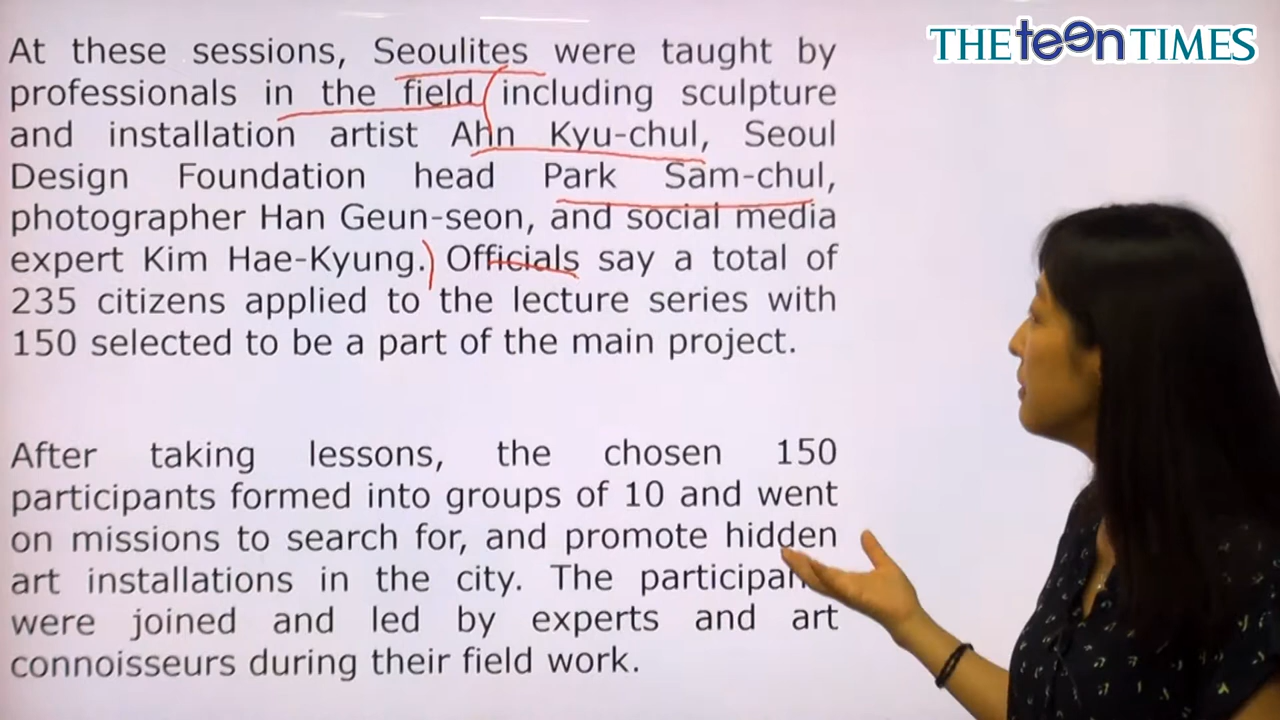 THE teen TIMES
At these sessions, Seoulites were taught by
professionals in the field including sculpture
and installation artist Ahn Kyu-chul, Seoul
Design Foundation head Park Sam-chul,
photographer Han Geun-seon, and social media
expert Kim Hae-Kyung. Officials say a total of
235 citizens applied to the lecture series with
150 selected to be a part of the main project.
After taking lessons, the chosen 150
participants formed into groups of 10 and went
on missions to search for, and promote hidden
art installations in the city. The participan
were joined and led by experts and art
connoisseurs during their field work.